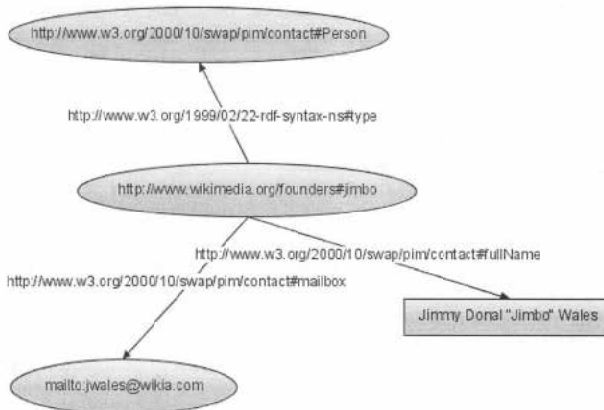 http://www.w3.org/2000/10/swap/pim/contact#Person
http://www.w3.org/1999/02/22-rdf-syntax-ns#type
http://www.wikimedia.org/founders#jimbo
http://www.w3.org/2000/10/swap/pim/contact#fullName
http://www.w3.org/2000/10/swap/pim/contact#mailbox
Jimmy Donal "Jimbo" Wales
mailto:jwales@wikia.com